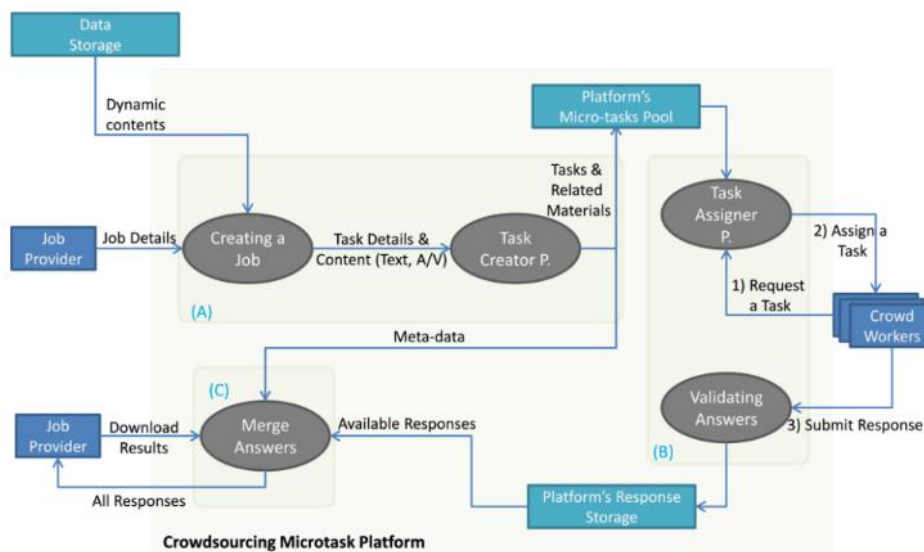 Data
Storage
Dynamic
contents
Platform's
Micro-tasks Pool
Tasks &
Related
Materials
Task
Assigner
P.
Job
Provider
Job Details
Creating a
Job
Task Details &
Content (Text, A/V)
Task
Creator P.
2) Assign a
Task
1) Request
a Task
Crowd
Workers
(A)
Meta-data
(C)
Validating
Answers
Job
Provider
Download
Results
Merge
Answers
Available Responses
3) Submit Response
(B)
All Responses
Platform's Response
Storage
Crowdsourcing Microtask Platform